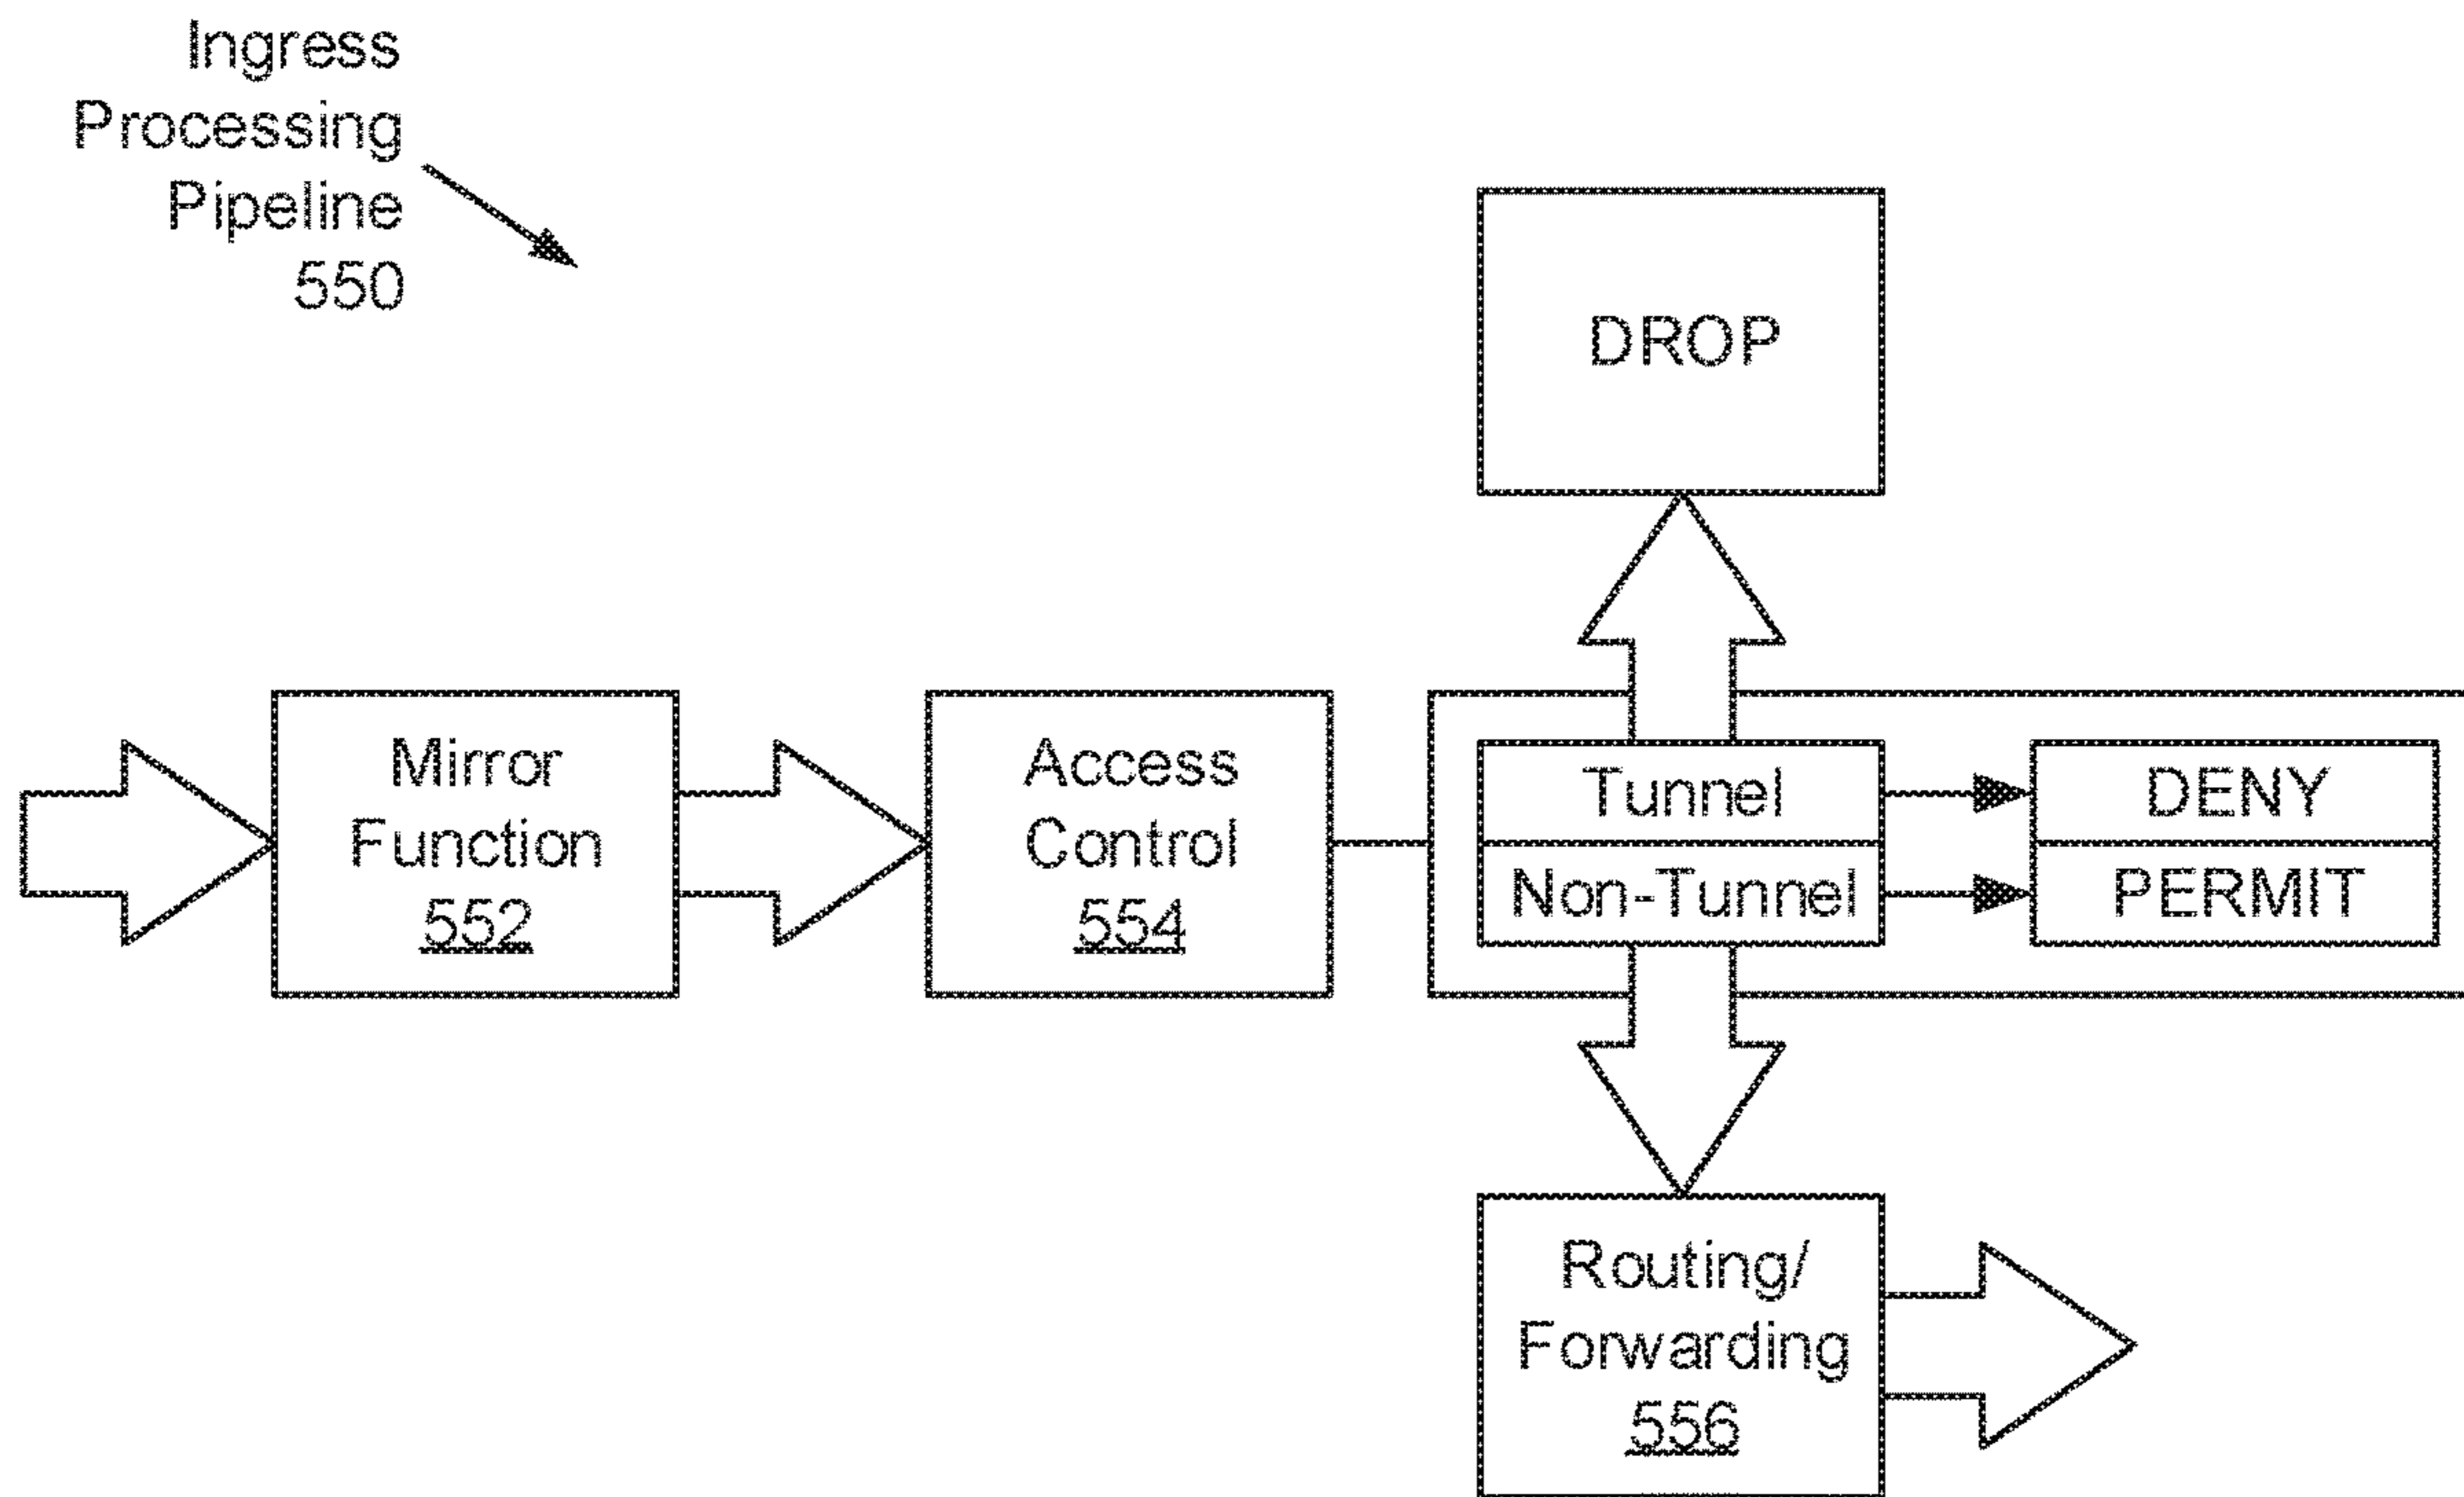 Ingress
Processing
Pipeline
550
DROP
Mirror
Function
552
Access
Control
554
Tunnel
Non-Tunnel
DENY
PERMIT
Routing/
Forwarding
556